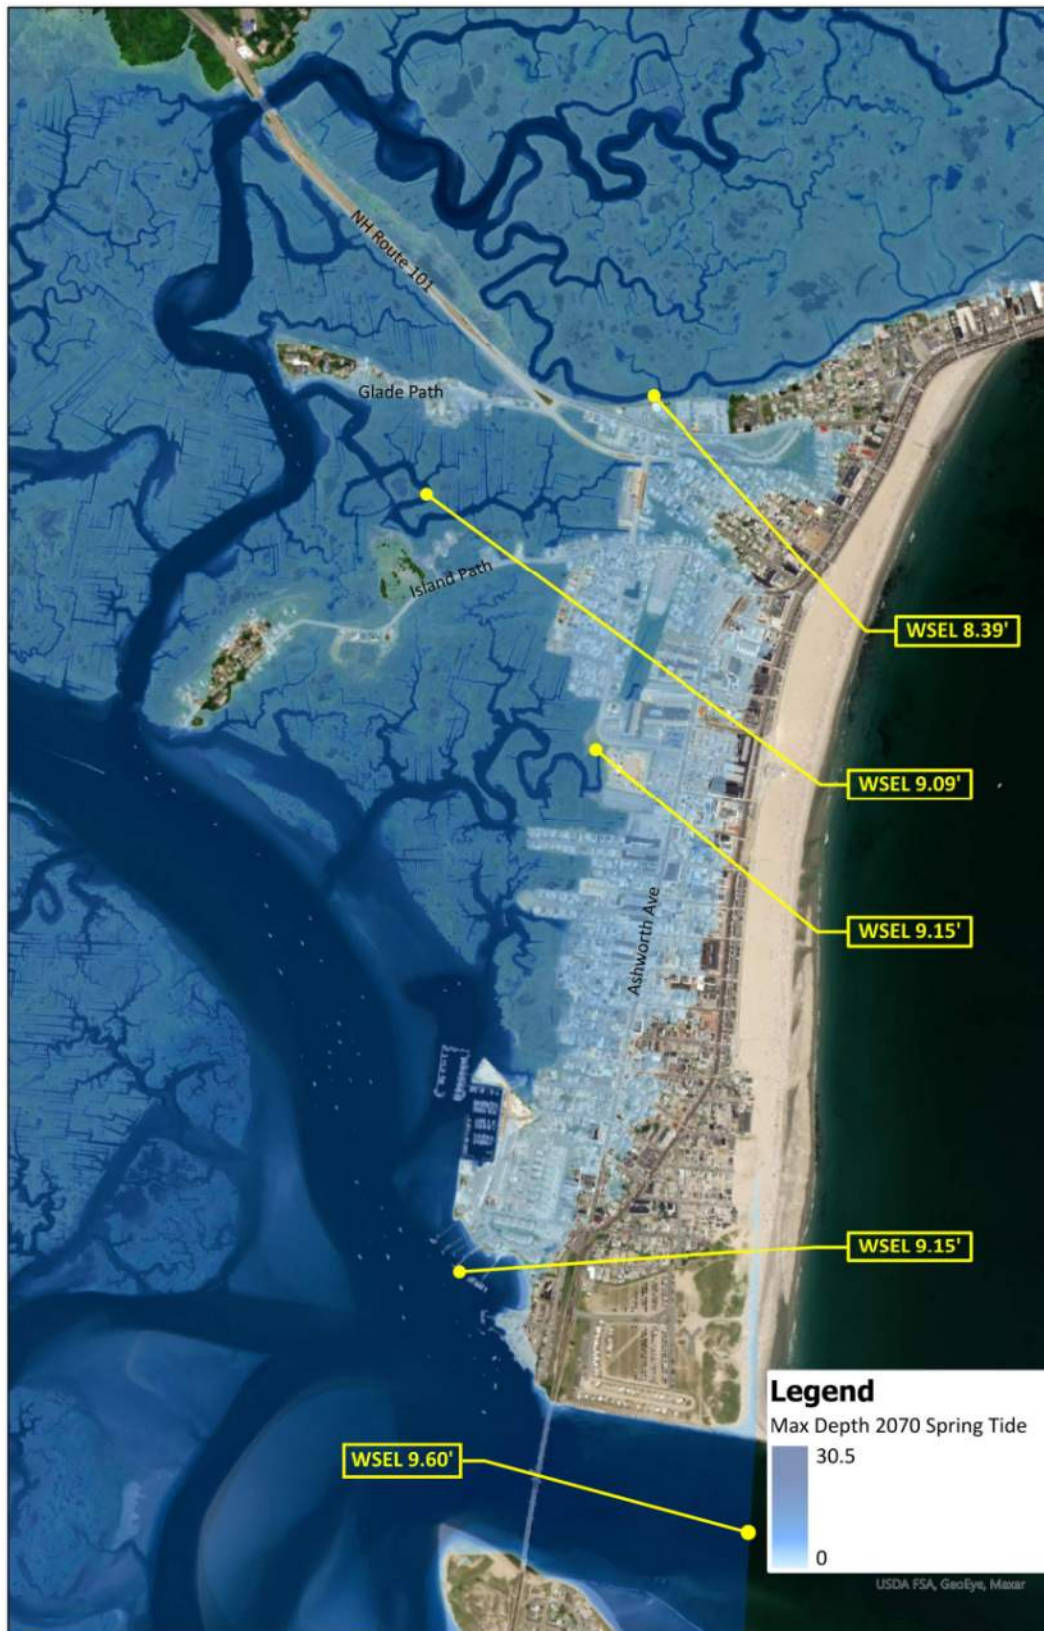 NH Route 101
Glade Path
Island Path
WSEL 8.39'
WSEL 9.09'
WSEL 9.15'
Ashworth Ave
WSEL 9.15'
Legend
Max Depth 2070 Spring Tide
30.5
0
WSEL 9.60'
USDA FSA, GeoEye, Maxar